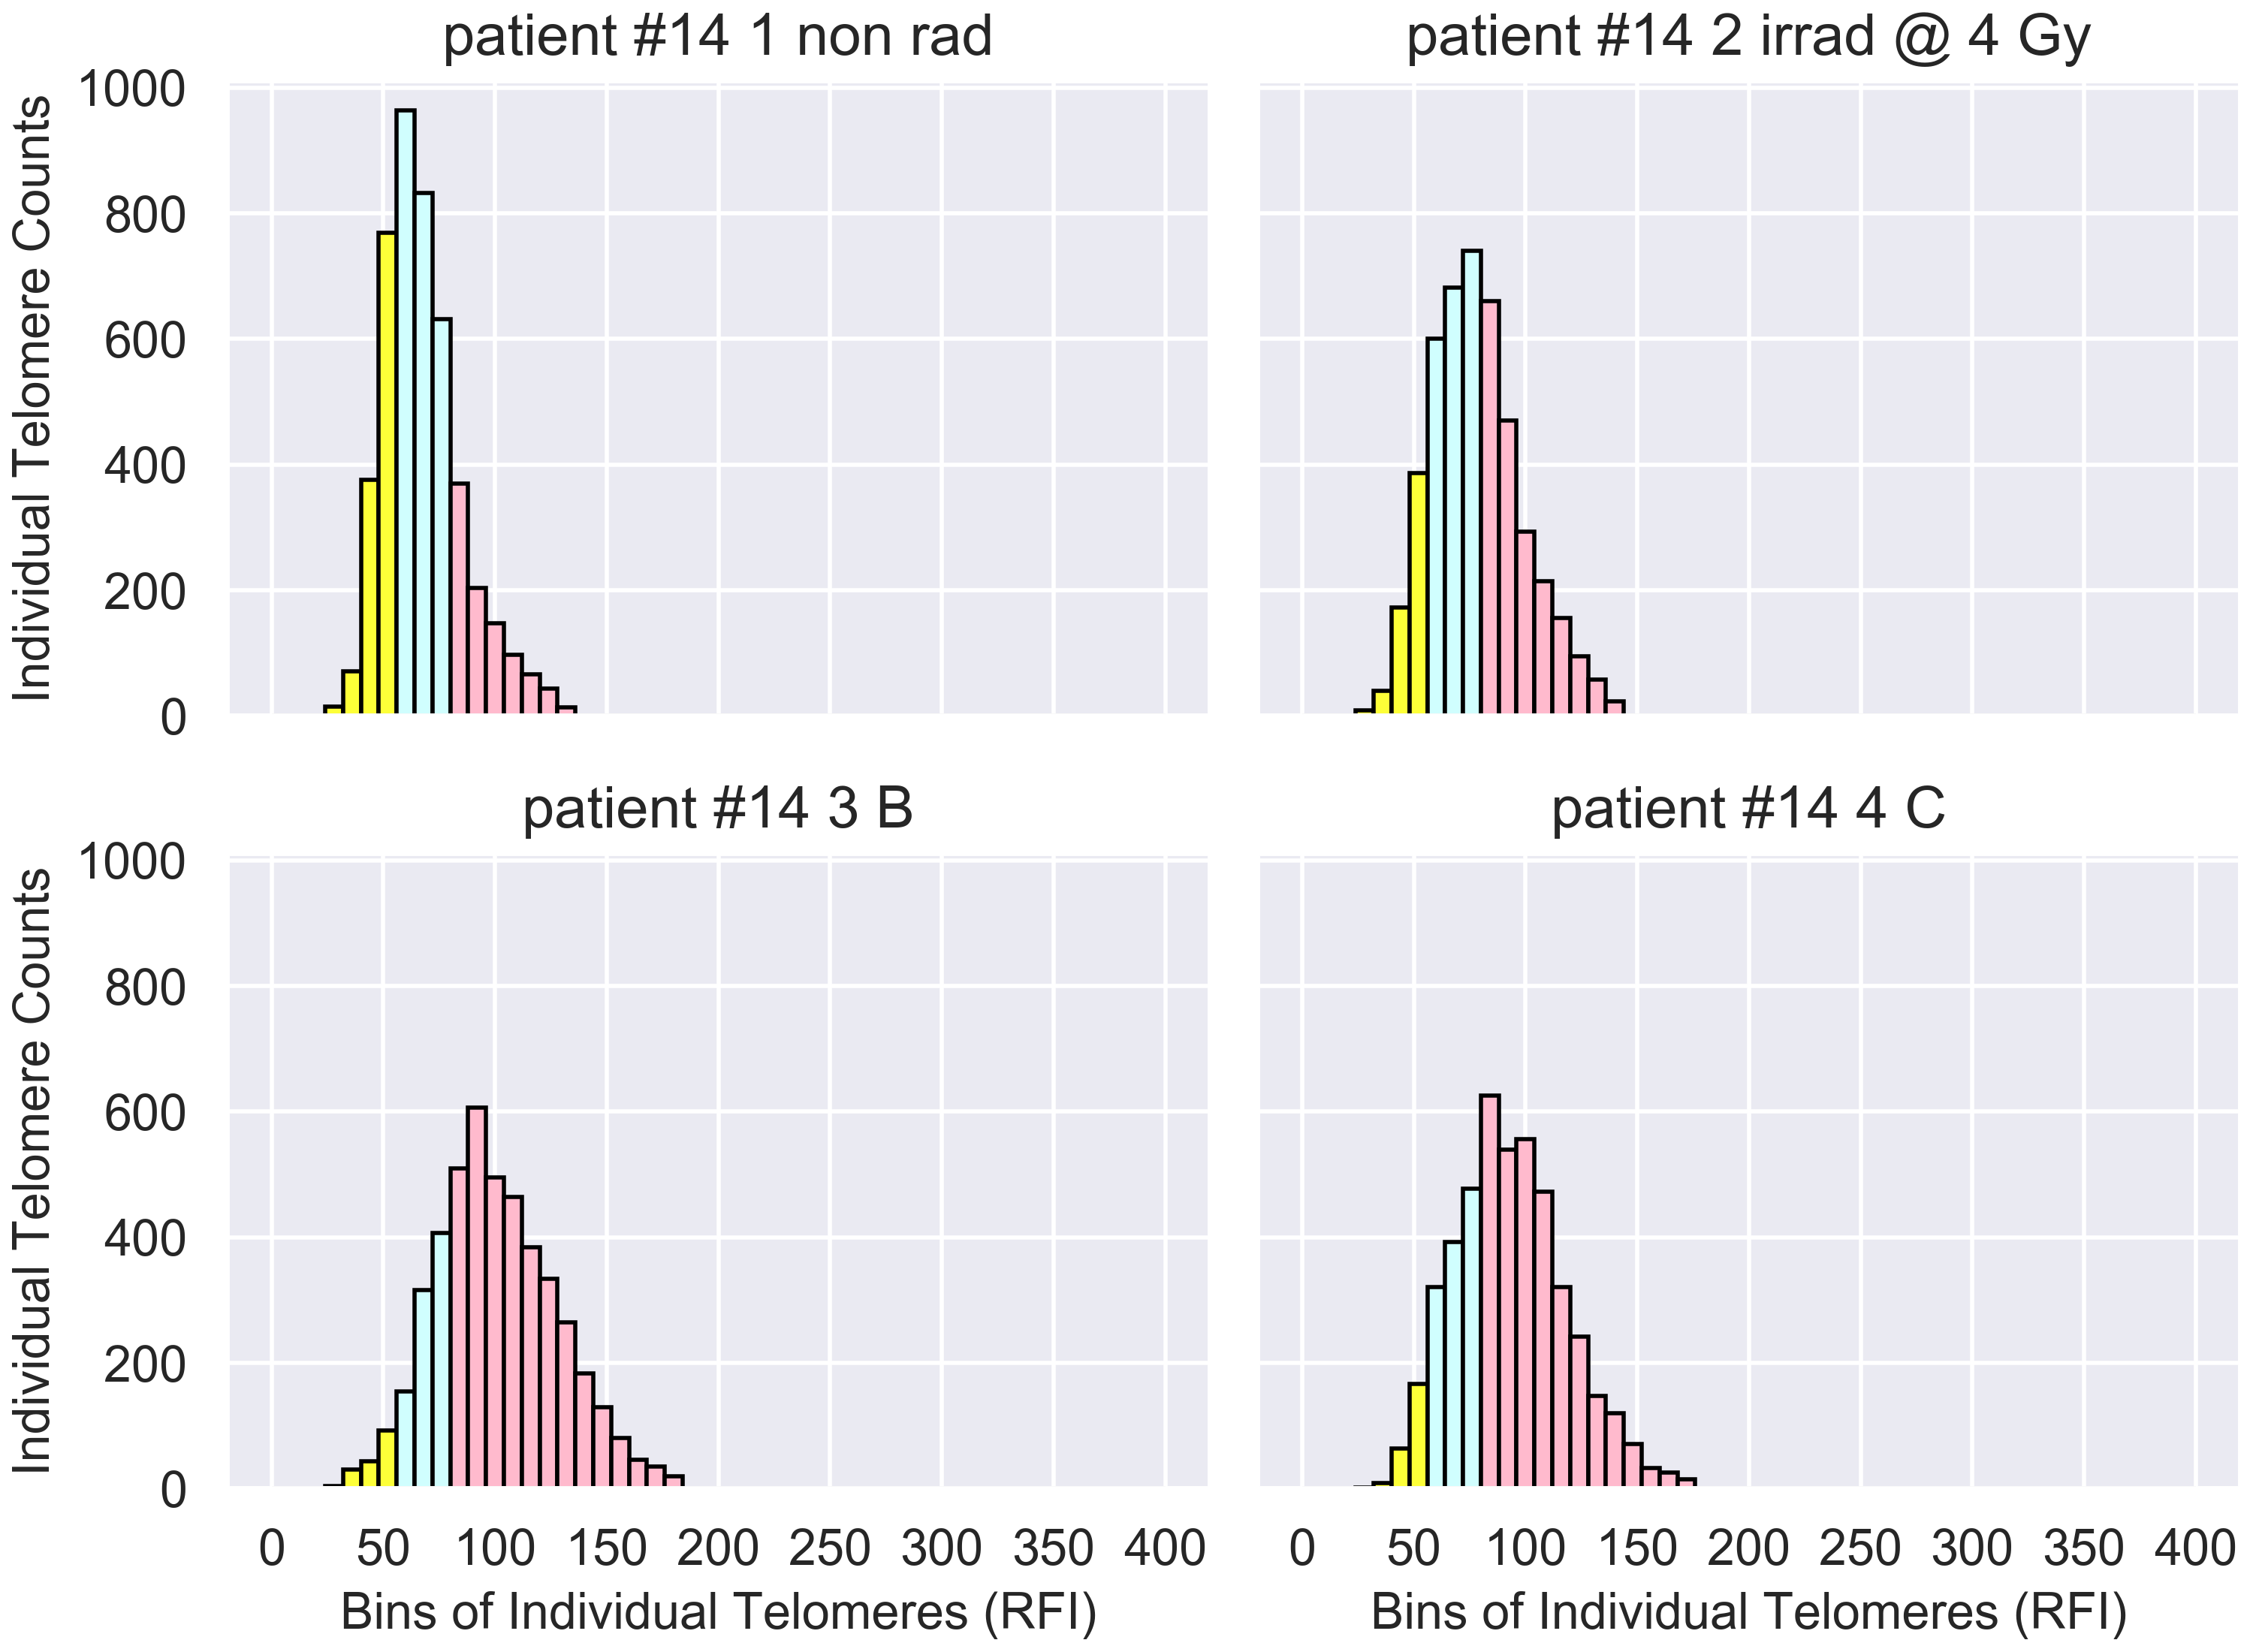 patient #14 1 non rad
patient #14 2 irrad @ 4 Gy
Individual Telomere Counts
1000
800
600
400
200
0
patient #14 3 B
patient #14 4 C
Individual Telomere Counts
1000
800
600
400
200
0
0 50 100 150 200 250 300 350 400
0 50 100 150 200 250 300 350 400
Bins of Individual Telomeres (RFI)
Bins of Individual Telomeres (RFI)